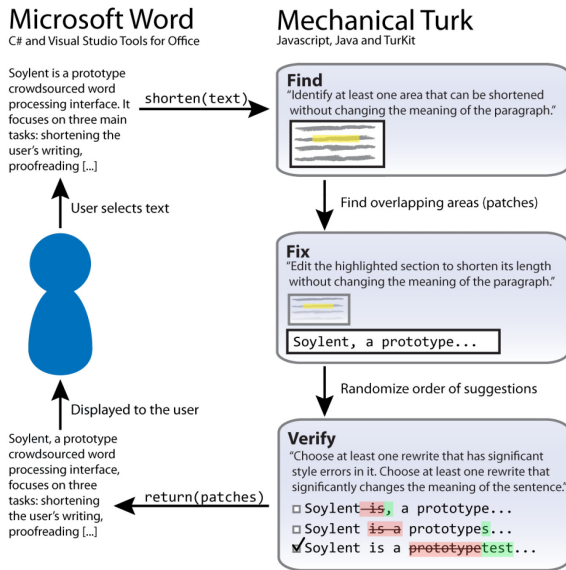 Microsoft Word
C# and Visual Studio Tools for Office
Soylent is a prototype
crowdsourced word
processing interface. It
focuses on three main
tasks: shortening the
user's writing,
proofreading [...]
shorten(text)
User selects text
Displayed to the user
Soylent, a prototype
crowdsourced word
processing interface,
focuses on three
tasks: shortening
the user's writing,
proofreading [...]
return(patches)
Mechanical Turk
Javascript, Java and TurKit
Find
"Identify at least one area that can be shortened
without changing the meaning of the paragraph."
Find overlapping areas (patches)
Fix
"Edit the highlighted section to shorten its length
without changing the meaning of the paragraph."
Soylent, a prototype...
Randomize order of suggestions
Verify
"Choose at least one rewrite that has significant
style errors in it. Choose at least one rewrite that
significantly changes the meaning of the sentence."
Soylent is, a prototype...
Soylent is a prototypes...
Soylent is a prototypetest...